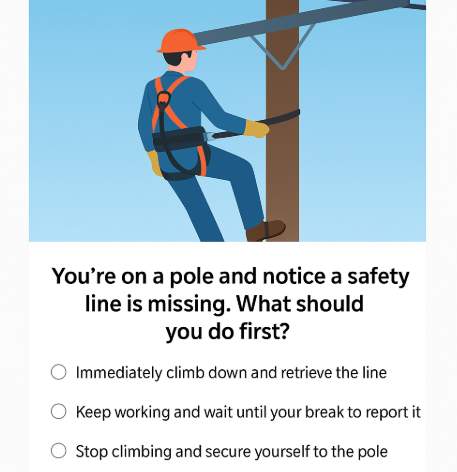 You’re on a pole and notice a safety
line is missing. What should
you do first?
Immediately climb down and retrieve the line
Keep working and wait until your break to report it
Stop climbing and secure yourself to the pole